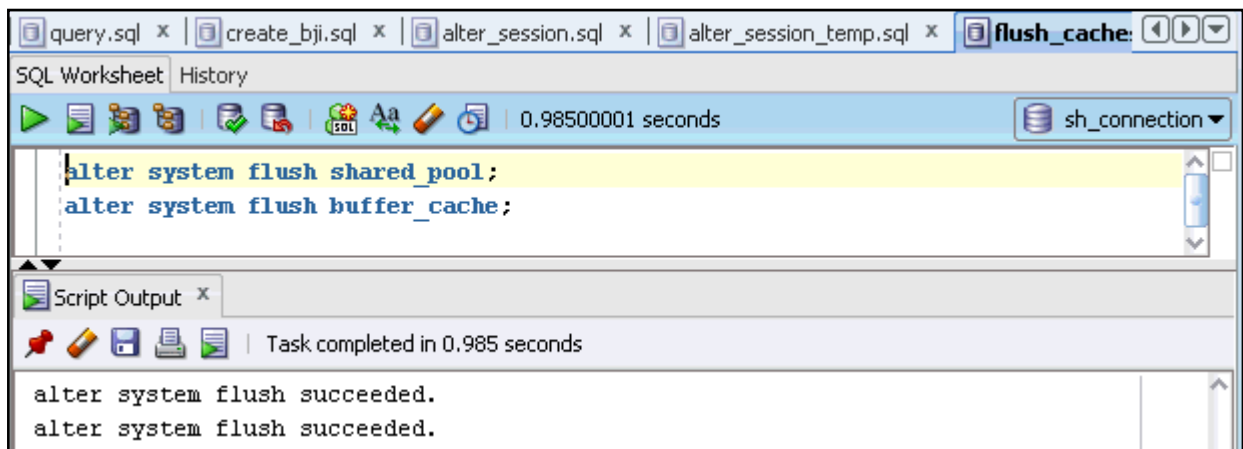 query.sql x create_bji.sql x alter_session.sql x alter_session_temp.sql x flush_cache
SQL Worksheet History
SQL Aa 0.98500001 seconds sh_connection
alter system flush shared_pool;
alter system flush buffer_cache;
Script Output x
Task completed in 0.985 seconds
alter system flush succeeded.
alter system flush succeeded.